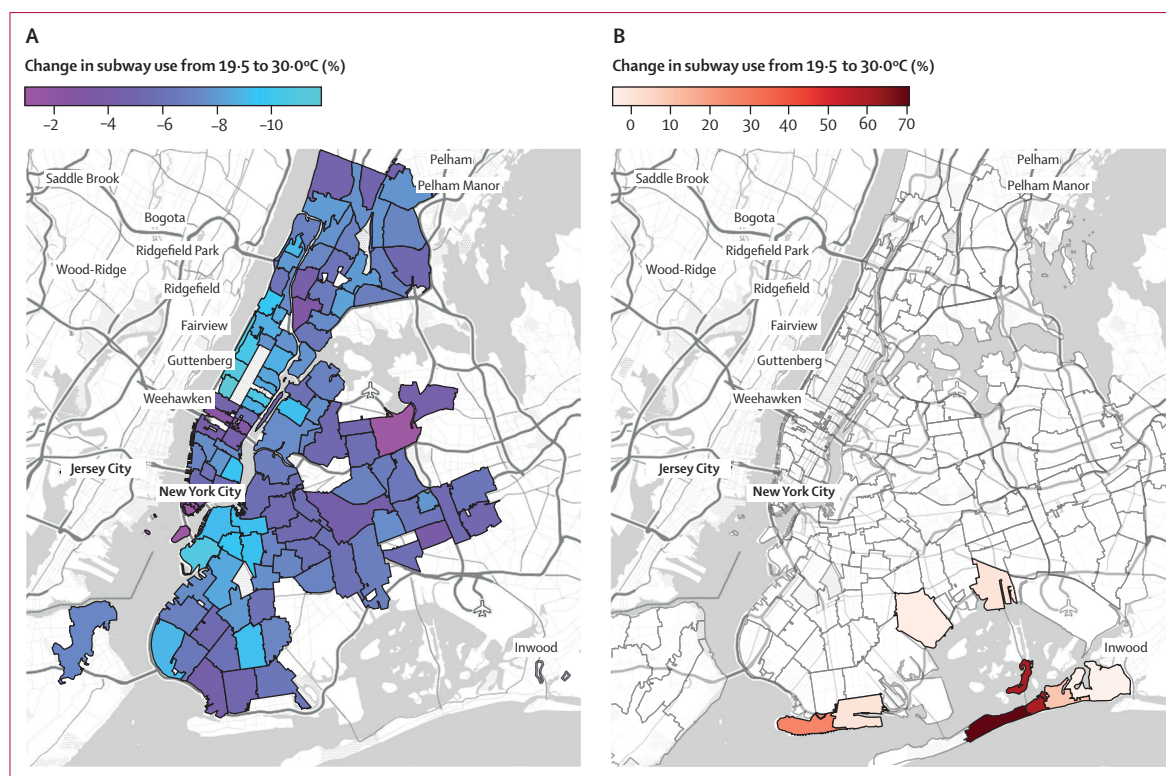 A
Change in subway use from 19·5 to 30·0ºC (%)
–2 –4 –6 –8 –10
Pelham
Saddle Brook
Pelham Manor
Bogota
Ridgefield Park
Wood-Ridge
Ridgefield
Fairview
Guttenberg
Weehawken
Jersey City
New York City
Inwood
B
Change in subway use from 19·5 to 30·0ºC (%)
0 10 20 30 40 50 60 70
Pelham
Saddle Brook
Pelham Manor
Bogota
Ridgefield Park
Wood-Ridge
Ridgefield
Fairview
Guttenberg
Weehawken
Jersey City
New York City
Inwood